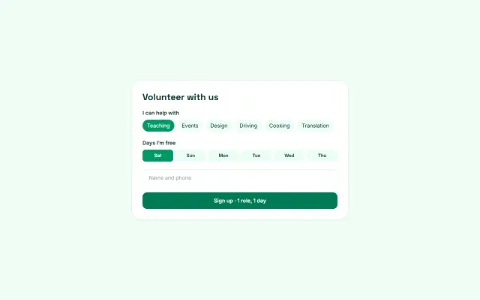 Volunteer with us
I can help with
Teaching Events Design Driving Cooking Translation
Days I'm free
Sat Sun Mon Tue Wed Thu
Name and phone
Sign up · 1 role, 1 day